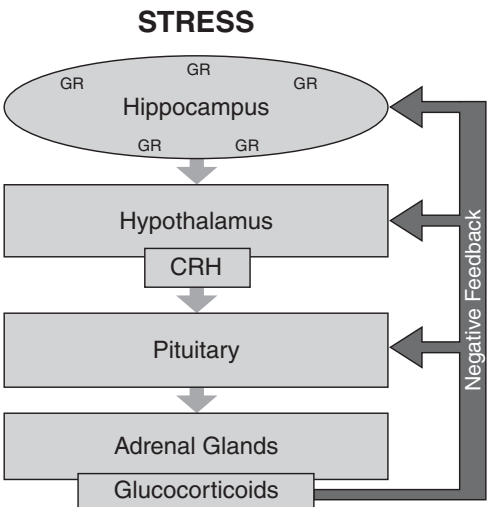 STRESS
GR
GR
GR
Hippocampus
GR
GR
Hypothalamus
CRH
Pituitary
Adrenal Glands
Glucocorticoids
Negative Feedback